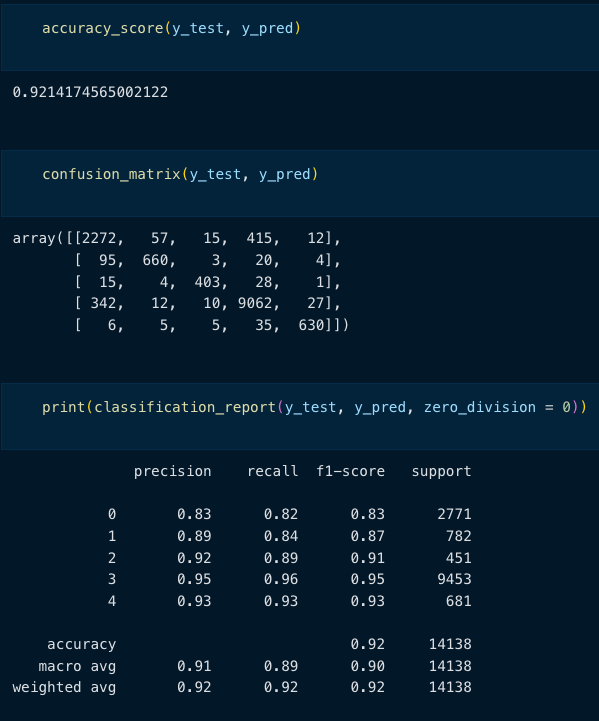 accuracy_score(y_test, y_pred)
0.9214174565002122
confusion_matrix(y_test, y_pred)
array([[2272,   57,   15,  415,   12],
       [  95,  660,    3,   20,    4],
       [  15,    4,  403,   28,    1],
       [ 342,   12,   10, 9062,   27],
       [   6,    5,    5,   35,  630]])
print(classification_report(y_test, y_pred, zero_division = 0))
              precision    recall  f1-score   support
           0       0.83      0.82      0.83      2771
           1       0.89      0.84      0.87       782
           2       0.92      0.89      0.91       451
           3       0.95      0.96      0.95      9453
           4       0.93      0.93      0.93       681
    accuracy                           0.92     14138
   macro avg       0.91      0.89      0.90     14138
weighted avg       0.92      0.92      0.92     14138